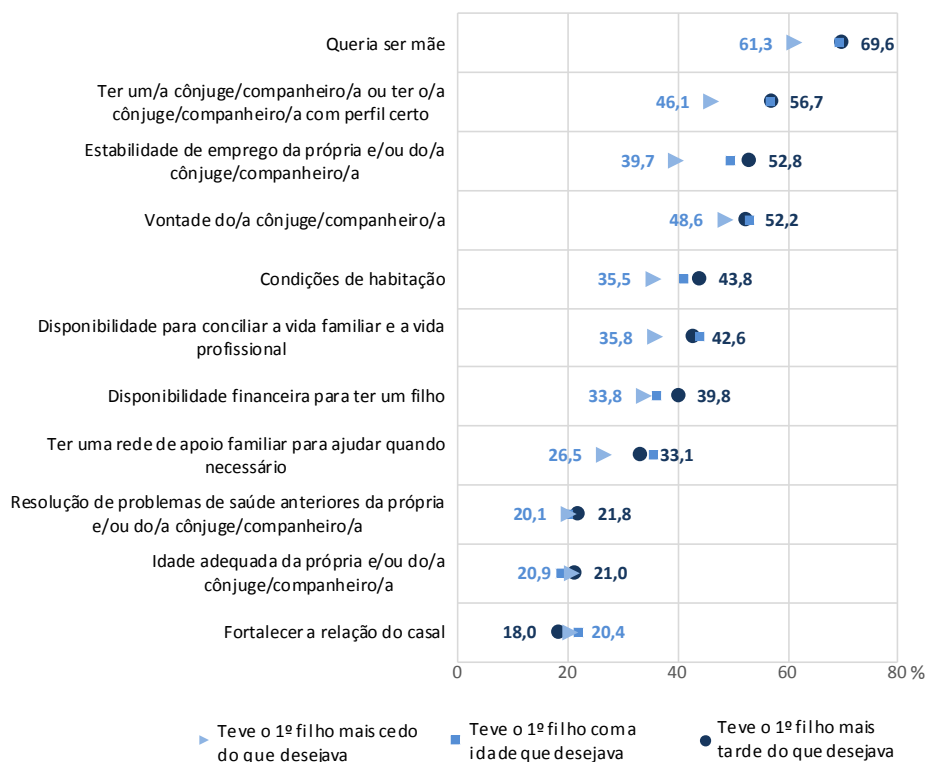 Queria ser mãe
61,3
69,6
Ter um/a cônjuge/companheiro/a ou ter o/a
cônjuge/companheiro/a com perfil certo
46,1
56,7
Estabilidade de emprego da própria e/ou do/a
cônjuge/companheiro/a
39,7
52,8
Vontade do/a cônjuge/companheiro/a
48,6
52,2
Condições de habitação
35,5
43,8
Disponibilidade para conciliar a vida familiar e a vida
profissional
35,8
42,6
Disponibilidade financeira para ter um filho
33,8
39,8
Ter uma rede de apoio familiar para ajudar quando
necessário
26,5
33,1
Resolução de problemas de saúde anteriores da própria
e/ou do/a cônjuge/companheiro/a
20,1
21,8
Idade adequada da própria e/ou do/a
cônjuge/companheiro/a
20,9
21,0
Fortalecer a relação do casal
18,0
20,4
0 20 40 60 80 %
Teve o 1º filho mais cedo
do que desejava
Teve o 1º filho com a
idade que desejava
Teve o 1º filho mais
tarde do que desejava